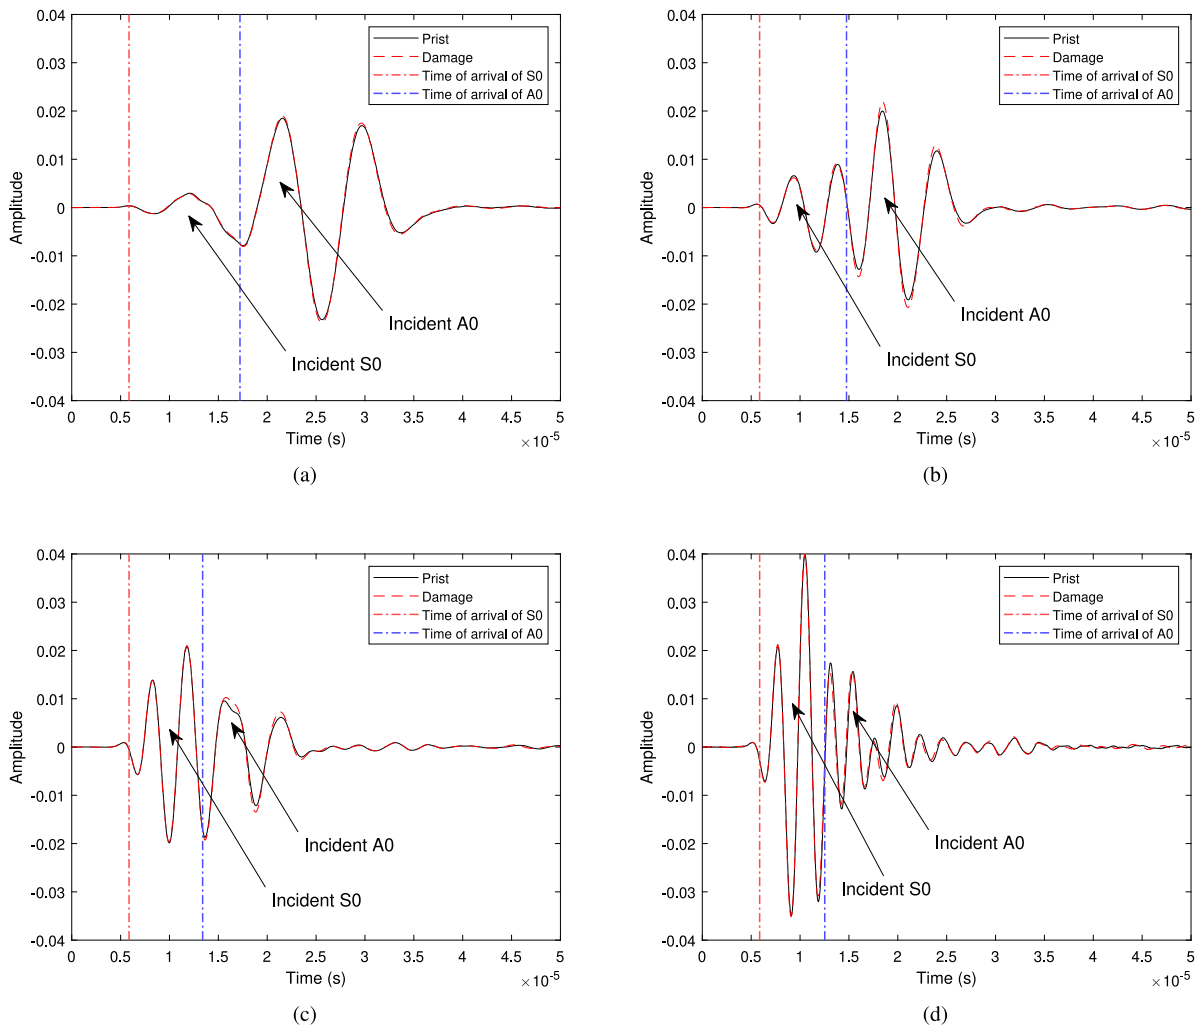 0.04
0.03
0.02
0.01
0
-0.01
-0.02
-0.03
-0.04
Amplitude
Prist
Damage
Time of arrival of S0
Time of arrival of A0
Incident A0
Incident S0
0 0.5 1 1.5 2 2.5 3 3.5 4 4.5 5
Time (s)
×10-5
(a)
0.04
0.03
0.02
0.01
0
-0.01
-0.02
-0.03
-0.04
Amplitude
Prist
Damage
Time of arrival of S0
Time of arrival of A0
Incident A0
Incident S0
0 0.5 1 1.5 2 2.5 3 3.5 4 4.5 5
Time (s)
×10-5
(b)
0.04
0.03
0.02
0.01
0
-0.01
-0.02
-0.03
-0.04
Amplitude
Prist
Damage
Time of arrival of S0
Time of arrival of A0
Incident A0
Incident S0
0 0.5 1 1.5 2 2.5 3 3.5 4 4.5 5
Time (s)
×10-5
(c)
0.04
0.03
0.02
0.01
0
-0.01
-0.02
-0.03
-0.04
Amplitude
Prist
Damage
Time of arrival of S0
Time of arrival of A0
Incident A0
Incident S0
0 0.5 1 1.5 2 2.5 3 3.5 4 4.5 5
Time (s)
×10-5
(d)